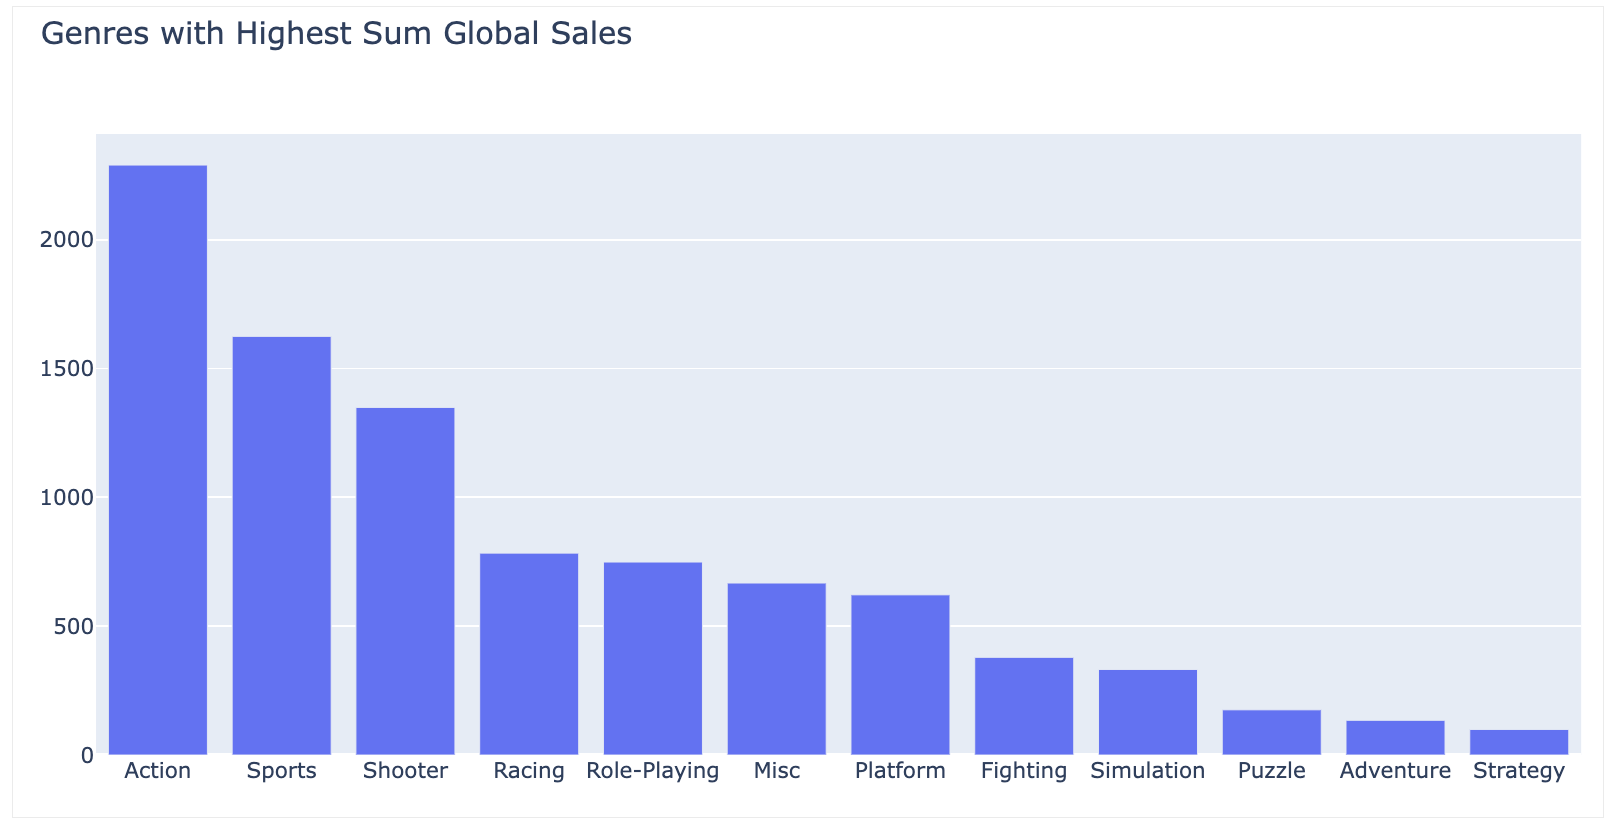 Genres with Highest Sum Global Sales
2000
1500
1000
500
0
Action Sports Shooter Racing Role-Playing Misc Platform Fighting Simulation Puzzle Adventure Strategy